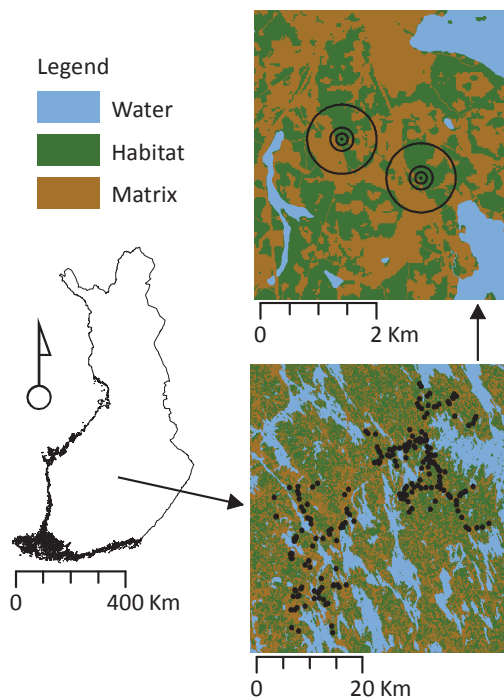 Legend
Water
Habitat
Matrix
0 2 Km
0 400 Km
0 20 Km